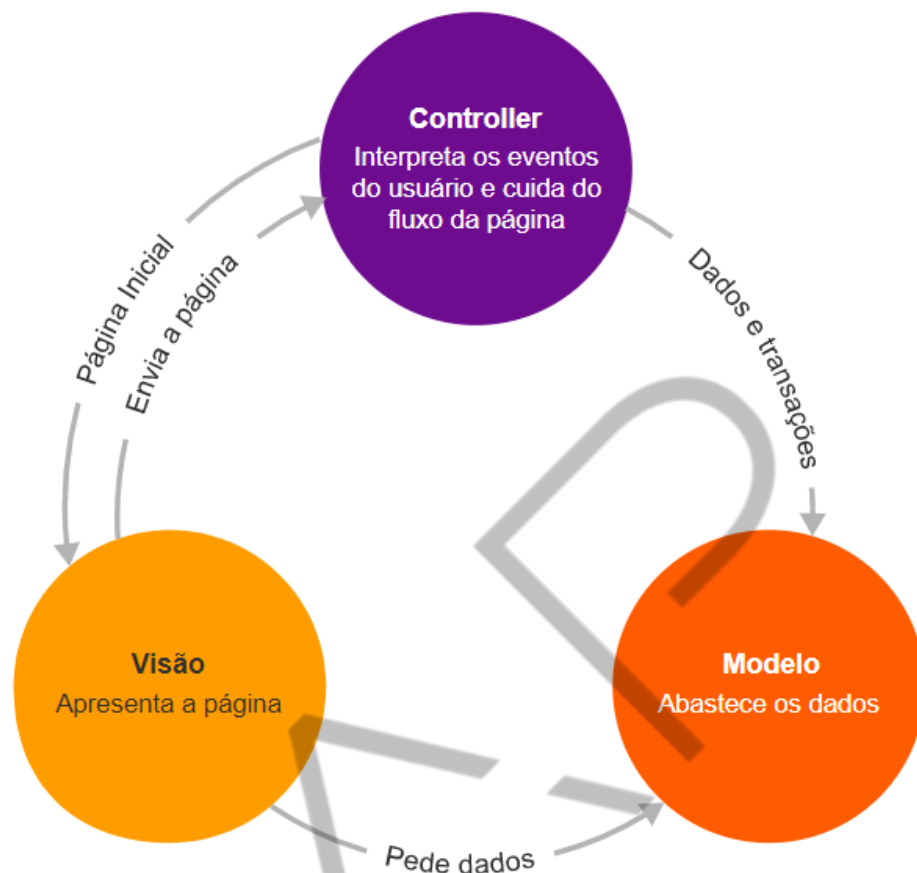 Controller
Interpreta os eventos
do usuário e cuida do
fluxo da página
Página Inicial
Envia a página
Dados e transações
Visão
Apresenta a página
Modelo
Abastece os dados
Pede dados